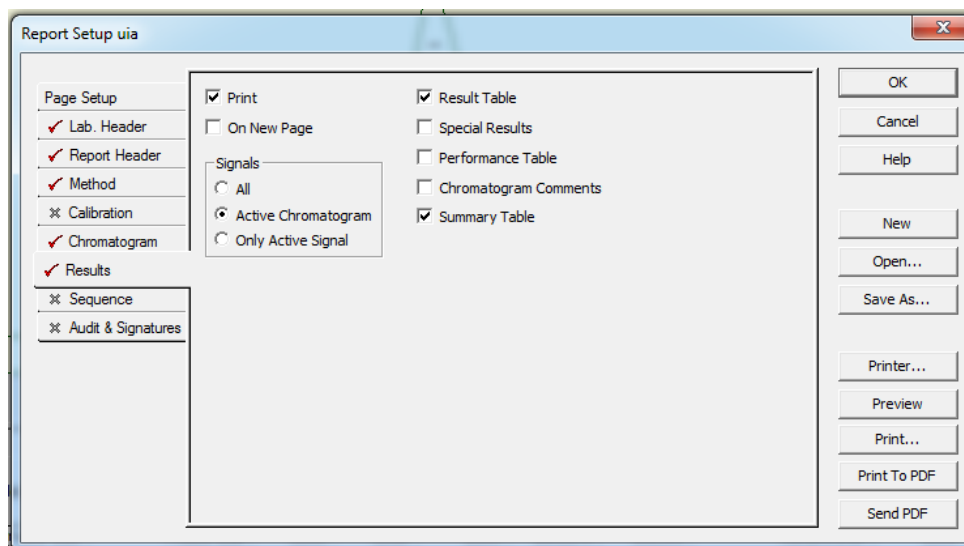 Report Setup uia
Page Setup
Lab. Header
Report Header
Method
Calibration
Chromatogram
Results
Sequence
Audit & Signatures
Print
On New Page
Signals
All
Active Chromatogram
Only Active Signal
Result Table
Special Results
Performance Table
Chromatogram Comments
Summary Table
OK
Cancel
Help
New
Open...
Save As...
Printer...
Preview
Print...
Print To PDF
Send PDF